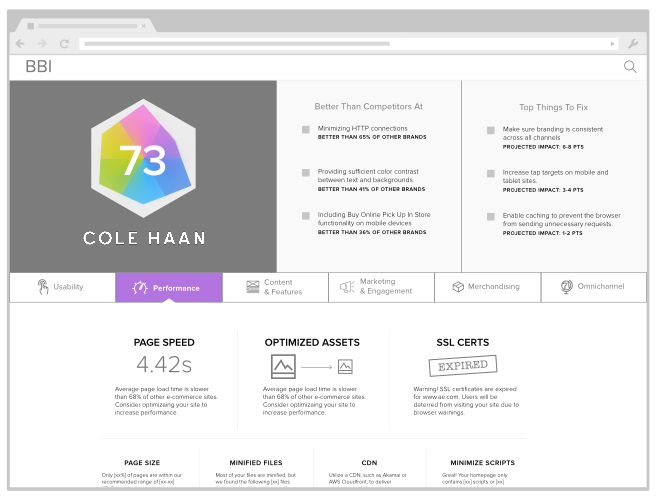 BBI
73
COLE HAAN
Better Than Competitors At
Minimizing HTTP connections
BETTER THAN 65% OF OTHER BRANDS
Providing sufficient color contrast
between text and backgrounds.
BETTER THAN 41% OF OTHER BRANDS
Including Buy Online Pick Up In Store
functionality on mobile devices
BETTER THAN 36% OF OTHER BRANDS
Top Things To Fix
Make sure branding is consistent
across all channels
PROJECTED IMPACT: 6-8 PTS
Increase tap targets on mobile and
tablet sites.
PROJECTED IMPACT: 3-4 PTS
Enable caching to prevent the browser
from sending unnecessary requests.
PROJECTED IMPACT: 1-2 PTS
Usability
Performance
Content
& Features
Marketing
& Engagement
Merchandising
Omnichannel
PAGE SPEED
4.42s
Average page load time is slower
than 68% of other e-commerce sites.
Consider optimizaing your site to
increase performance.
OPTIMIZED ASSETS
Average page load time is slower
than 68% of other e-commerce sites.
Consider optimizaing your site to
increase performance.
SSL CERTS
EXPIRED
Warning! SSL certificates are expired
for www.ae.com. Users will be
deterred from visiting your site due to
browser warnings.
PAGE SIZE
Only [xx%] of pages are within our
recommended range of [xx-xx]
MINIFIED FILES
Most of your files are minified, but
we found the following [xx] files
CDN
Utilize a CDN, such as Akamai or
AWS Cloudfront, to deliver
MINIMIZE SCRIPTS
Great! Your homepage only
contains [xx] scripts or [xx]